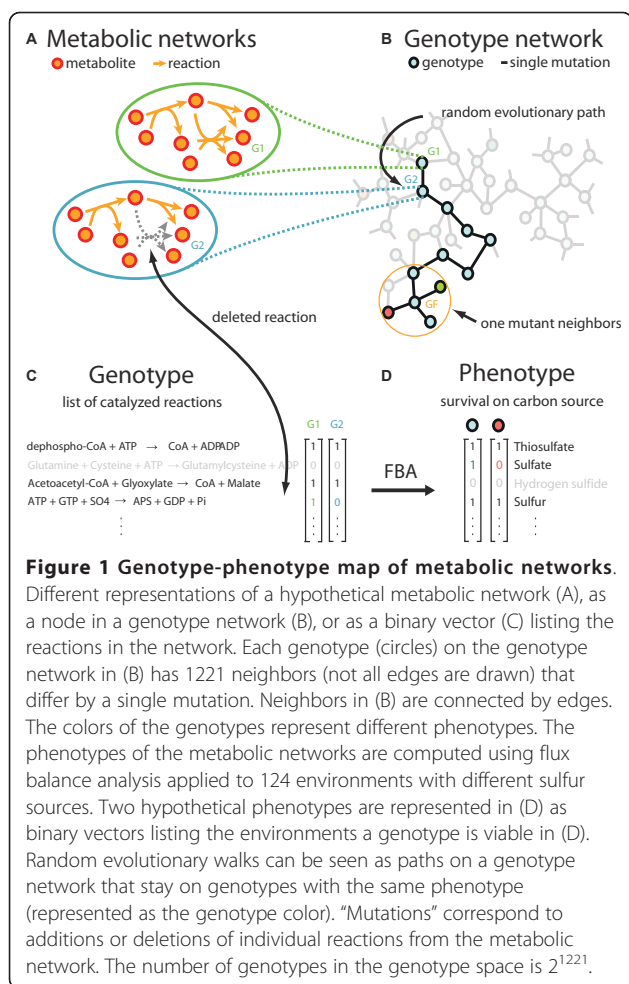 A Metabolic networks
metabolite reaction
G1
G2
deleted reaction
B Genotype network
genotype single mutation
random evolutionary path
G1
G2
GF
one mutant neighbors
C Genotype
list of catalyzed reactions
G1 G2
dephospho-CoA + ATP → CoA + ADPADP 1 1
Glutamine + Cysteine + ATP → Glutamylcysteine + ADP 0 0
Acetoacetyl-CoA + Glyoxylate → CoA + Malate 1 1
ATP + GTP + SO4 → APS + GDP + Pi 1 0
FBA
D Phenotype
survival on carbon source
1 1 Thiosulfate
1 0 Sulfate
0 0 Hydrogen sulfide
1 1 Sulfur
Figure 1 Genotype-phenotype map of metabolic networks.
Different representations of a hypothetical metabolic network (A), as
a node in a genotype network (B), or as a binary vector (C) listing the
reactions in the network. Each genotype (circles) on the genotype
network in (B) has 1221 neighbors (not all edges are drawn) that
differ by a single mutation. Neighbors in (B) are connected by edges.
The colors of the genotypes represent different phenotypes. The
phenotypes of the metabolic networks are computed using flux
balance analysis applied to 124 environments with different sulfur
sources. Two hypothetical phenotypes are represented in (D) as
binary vectors listing the environments a genotype is viable in (D).
Random evolutionary walks can be seen as paths on a genotype
network that stay on genotypes with the same phenotype
(represented as the genotype color). "Mutations" correspond to
additions or deletions of individual reactions from the metabolic
network. The number of genotypes in the genotype space is 2¹²²¹.